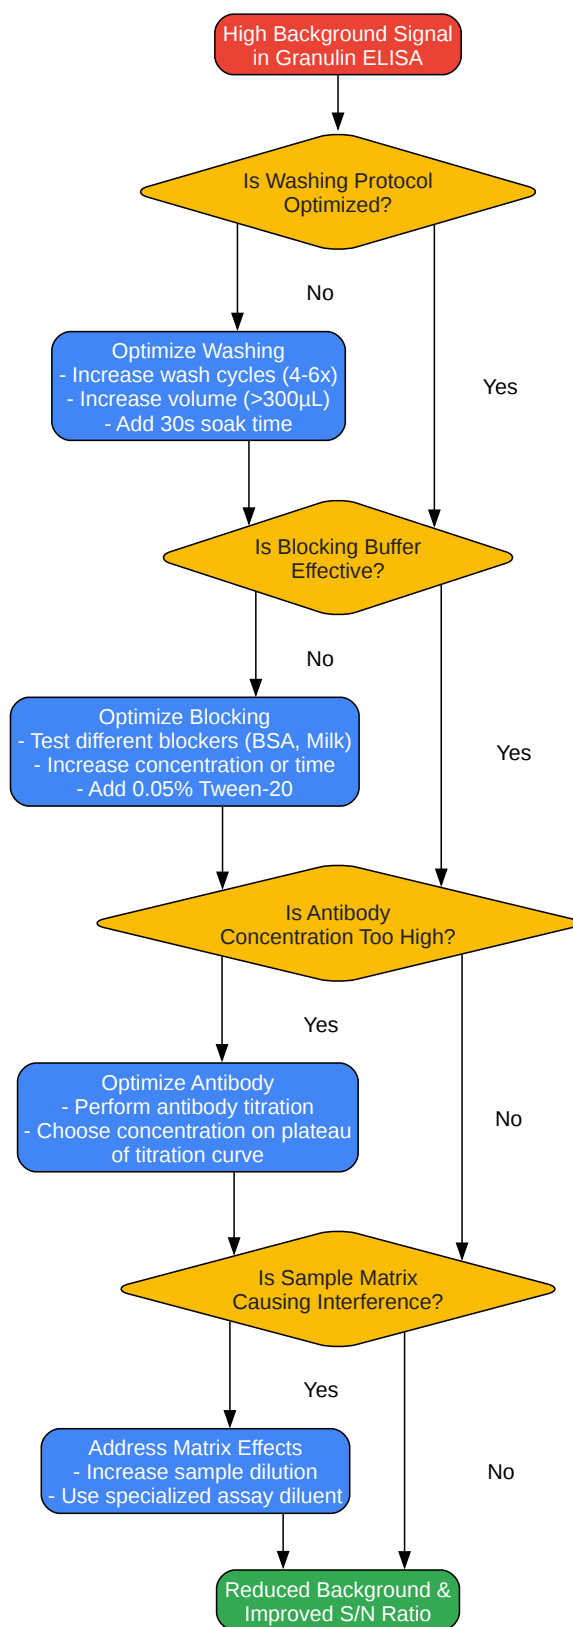 High Background Signal
in Granulin ELISA
Is Washing Protocol
Optimized?
No
Optimize Washing
- Increase wash cycles (4-6x)
- Increase volume (>300µL)
- Add 30s soak time
Yes
Is Blocking Buffer
Effective?
No
Optimize Blocking
- Test different blockers (BSA, Milk)
- Increase concentration or time
- Add 0.05% Tween-20
Yes
Is Antibody
Concentration Too High?
Yes
Optimize Antibody
- Perform antibody titration
- Choose concentration on plateau
of titration curve
No
Is Sample Matrix
Causing Interference?
Yes
Address Matrix Effects
- Increase sample dilution
- Use specialized assay diluent
No
Reduced Background &
Improved S/N Ratio